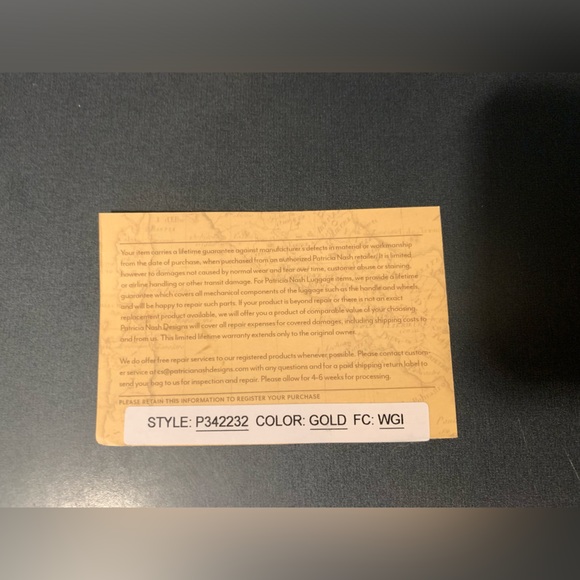 Your item carries a lifetime guarantee against manufacturer's defects in material or workmanship
from the date of purchase, when purchased from an authorized Patricia Nash retailer. It is limited,
however to damages not caused by normal wear and tear over time, customer abuse or staining,
or airline handling or other transit damage. For Patricia Nash Luggage items, we provide a lifetime
guarantee which covers all mechanical components of the luggage such as the handle and wheels,
and will be happy to repair such parts. If your product is beyond repair or there is not an exact
replacement product available, we will offer you a product of comparable value of your choosing.
Patricia Nash Designs will cover all repair expenses for covered damages, including shipping costs to
and from us. This limited lifetime warranty extends only to the original owner.
We do offer free repair services to our registered products whenever possible. Please contact custom-
er service at cs@patricianashdesigns.com with any questions and for a paid shipping return label to
send your bag to us for inspection and repair. Please allow for 4-6 weeks for processing.
PLEASE RETAIN THIS INFORMATION TO REGISTER YOUR PURCHASE
STYLE: P342232 COLOR: GOLD FC: WGI